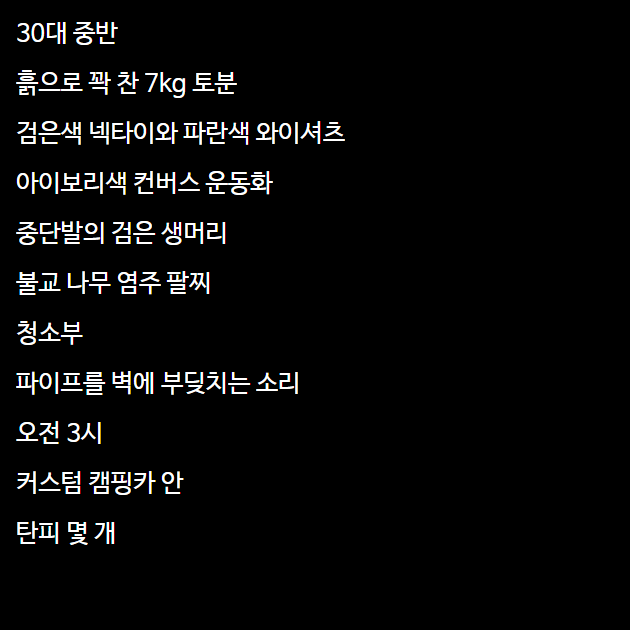 30대 중반
흙으로 꽉 찬 7kg 토분
검은색 넥타이와 파란색 와이셔츠
아이보리색 컨버스 운동화
중단발의 검은 생머리
불교 나무 염주 팔찌
청소부
파이프를 벽에 부딪치는 소리
오전 3시
커스텀 캠핑카 안
탄피 몇 개